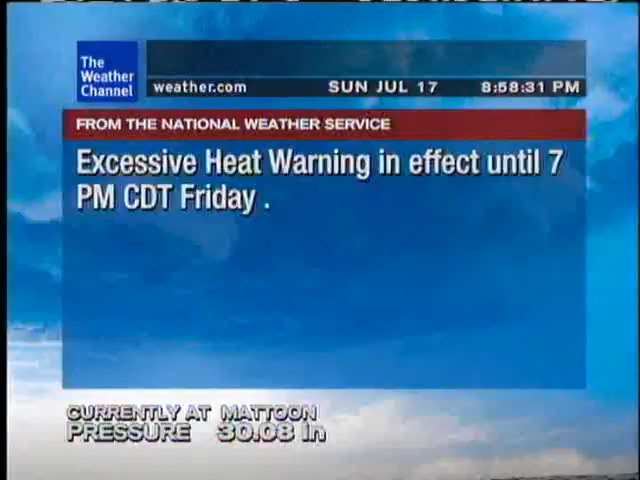 The
Weather
Channel
weather.com SUN JUL 17 8:58:31 PM
FROM THE NATIONAL WEATHER SERVICE
Excessive Heat Warning in effect until 7
PM CDT Friday .
CURRENTLY AT MATTOON
PRESSURE 30.08 in